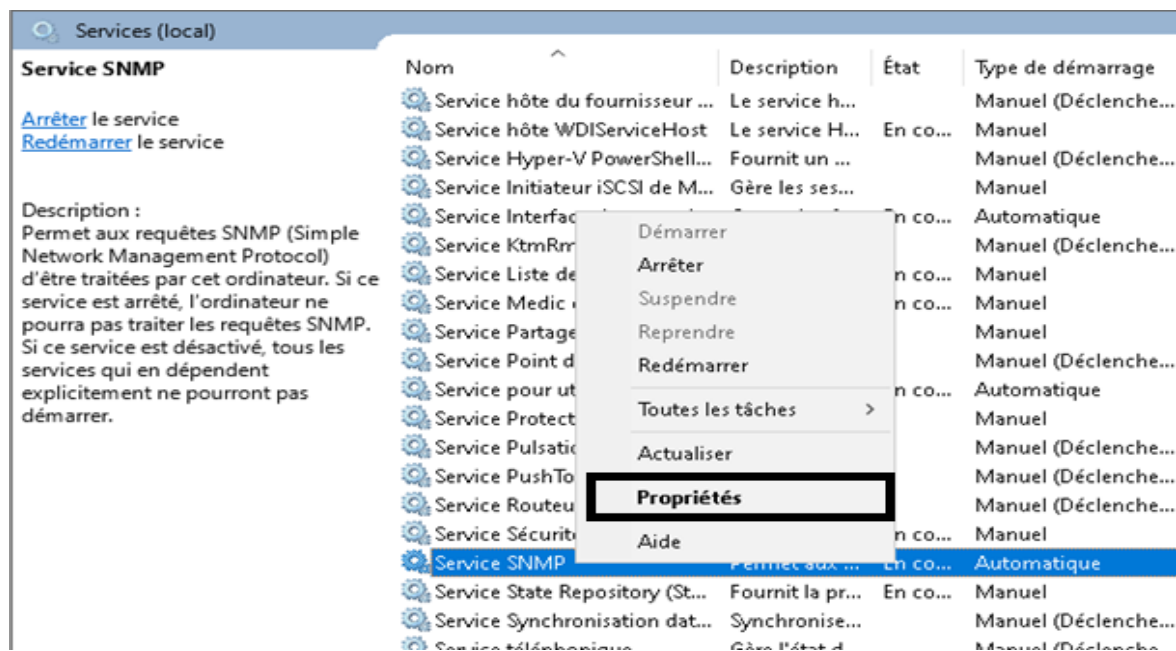 Services (local)
Service SNMP
Arrêter le service
Redémarrer le service
Description :
Permet aux requêtes SNMP (Simple
Network Management Protocol)
d'être traitées par cet ordinateur. Si ce
service est arrêté, l'ordinateur ne
pourra pas traiter les requêtes SNMP.
Si ce service est désactivé, tous les
services qui en dépendent
explicitement ne pourront pas
démarrer.
Nom Description État Type de démarrage
Service hôte du fournisseur ... Le service h... Manuel (Déclenche...
Service hôte WDIServiceHost Le service H... En co... Manuel
Service Hyper-V PowerShell... Fournit un ... Manuel (Déclenche...
Service Initiateur iSCSI de M... Gère les ses... Manuel
Service Automatique
Service KtmRm Manuel (Déclenche...
Service Liste de n co... Manuel
Service Medic n co... Manuel
Service Partage Manuel
Service Point d Manuel (Déclenche...
Service pour ut n co... Automatique
Service Protect Manuel
Service Pulsatio Manuel (Déclenche...
Service PushTo Manuel (Déclenche...
Service Routeu Manuel (Déclenche...
Service Sécurité n co... Manuel
Service SNMP Permet aux ... En co... Automatique
Service State Repository (St... Fournit la pr... En co... Manuel
Service Synchronisation dat... Synchronise... Manuel (Déclenche...
Service téléphonique Gère l'état d Manuel (Déclenche
Démarrer
Arrêter
Suspendre
Reprendre
Redémarrer
Toutes les tâches >
Actualiser
Propriétés
Aide